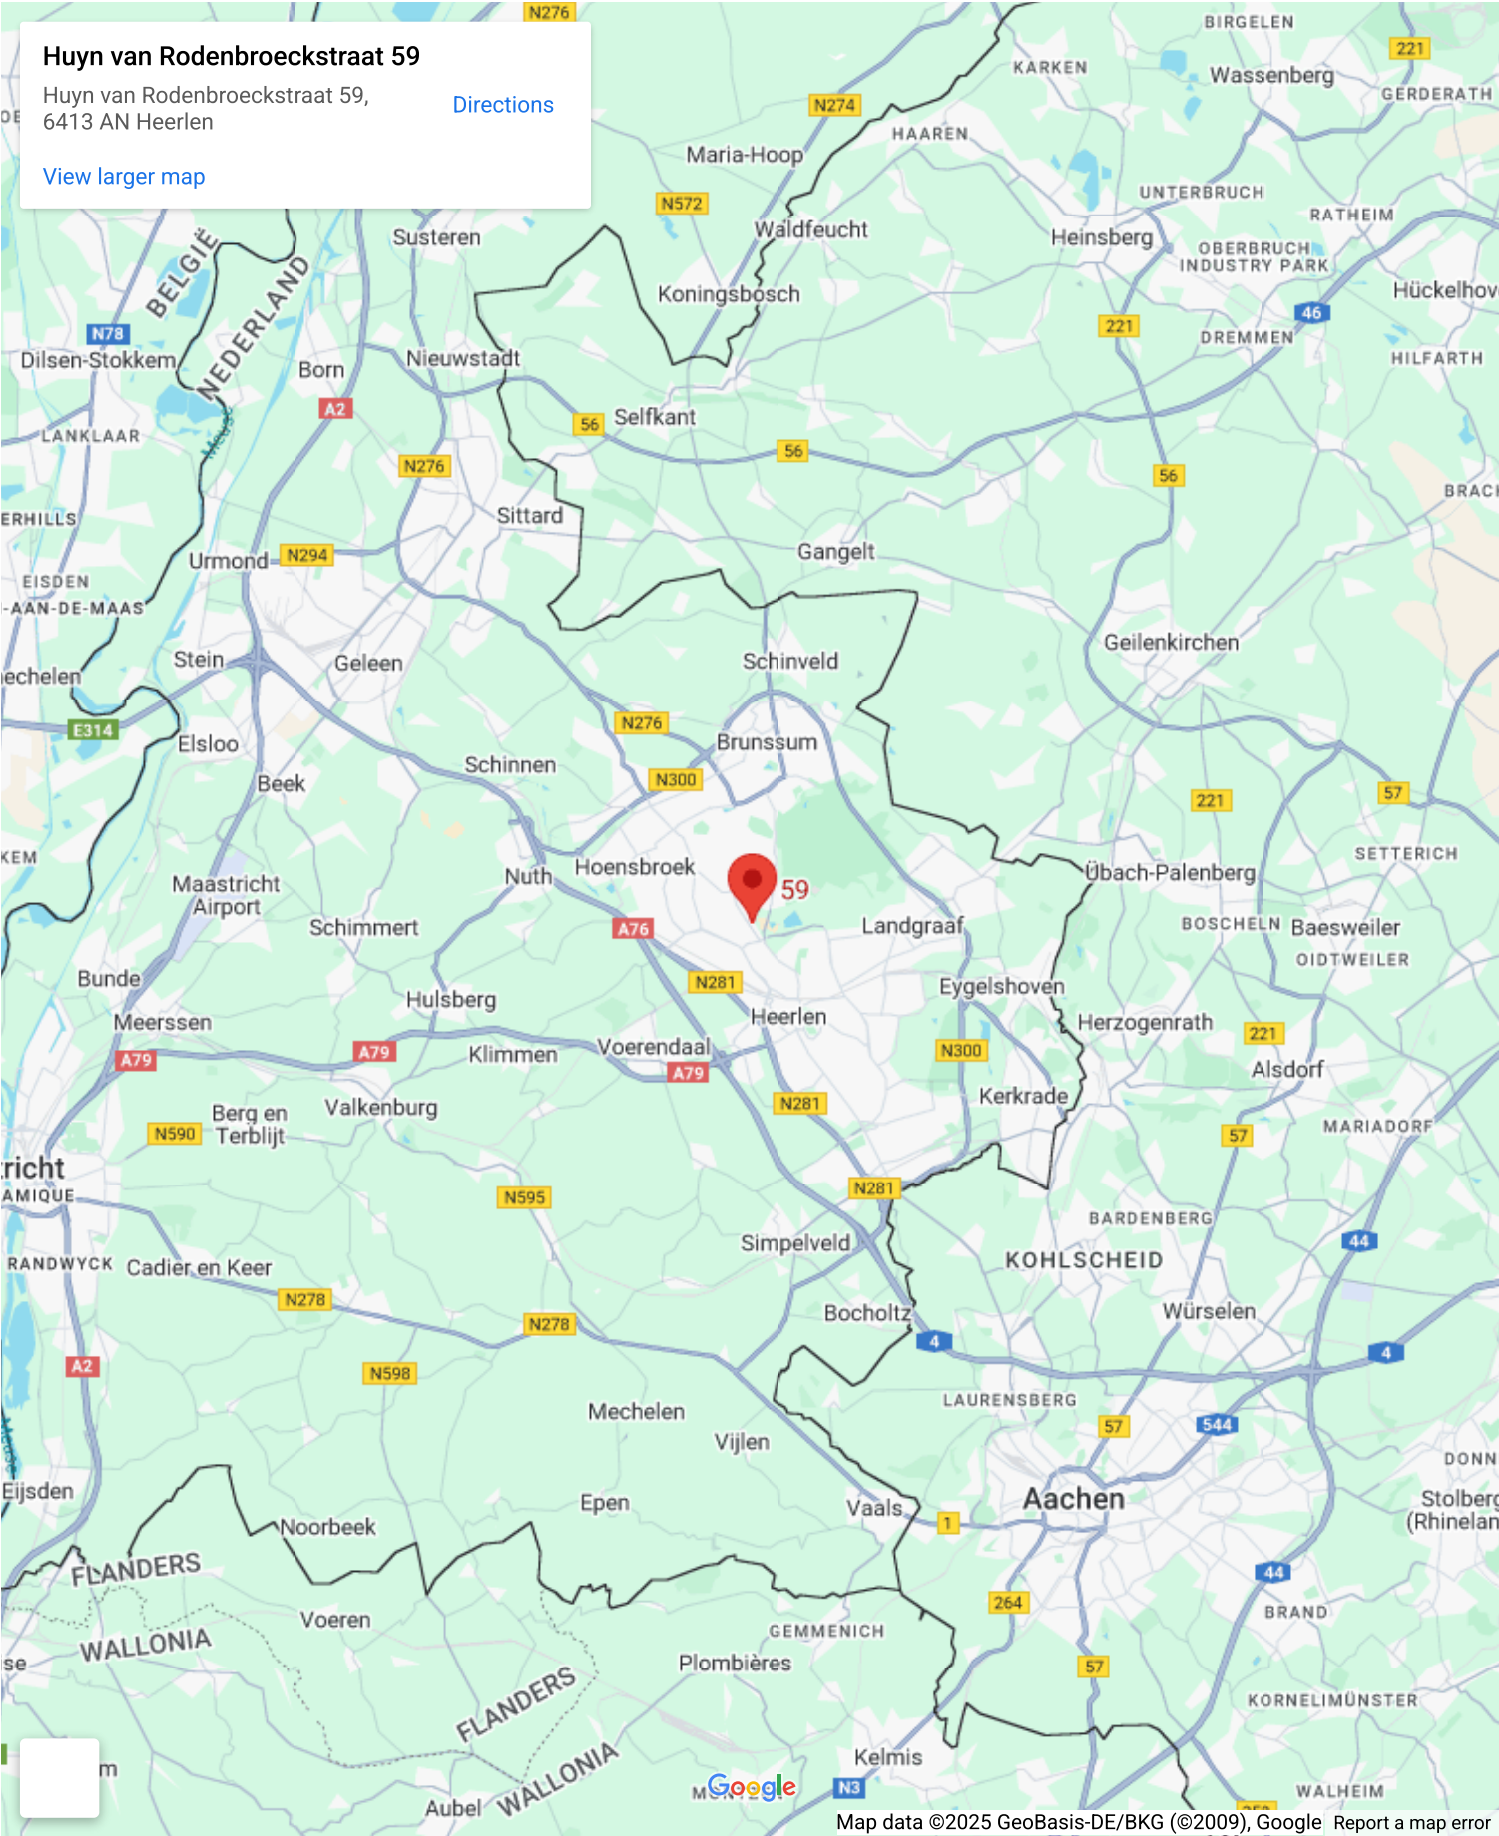 Huyn van Rodenbroeckstraat 59
Huyn van Rodenbroeckstraat 59,
6413 AN Heerlen
Directions
View larger map
N276
BIRGELEN
221
KARKEN
Wassenberg
GERDERATH
N274
HAAREN
Maria-Hoop
UNTERBRUCH
N572
RATHEIM
Waldfeucht
Susteren
Heinsberg
OBERBRUCH
INDUSTRY PARK
BELGIË
NEDERLAND
Koningsbosch
Hückelhov
46
N78
221
DREMMEN
Dilsen-Stokkem
Nieuwstadt
HILFARTH
Born
A2
Selfkant
56
Meuse
LANKLAAR
56
N276
56
BRACH
ERHILLS
Sittard
Gangelt
Urmond
N294
EISDEN
-AAN-DE-MAAS
Geilenkirchen
Stein
Geleen
Schinveld
echelen
N276
E314
Elsloo
Brunssum
Schinnen
N300
Beek
57
221
KEM
SETTERICH
Hoensbroek
Nuth
Übach-Palenberg
59
Maastricht
Airport
Schimmert
A76
Landgraaf
BOSCHELN
Baesweiler
OIDTWEILER
Bunde
N281
Eygelshoven
Hulsberg
Heerlen
Meerssen
Herzogenrath
221
A79
A79
Klimmen
Voerendaal
N300
A79
Alsdorf
Kerkrade
N281
Valkenburg
Berg en
Terblijt
N590
MARIADORF
57
tricht
AMIQUE
N595
N281
BARDENBERG
Simpelveld
44
RANDWYCK
Cadier en Keer
KOHLSCHEID
N278
Bocholtz
Würselen
N278
4
4
A2
N598
LAURENSBERG
Mechelen
57
544
Vijlen
Meuse
DONN
Eijsden
Epen
Vaals
Aachen
Stolberg
(Rhinelan
Noorbeek
1
FLANDERS
44
264
BRAND
Voeren
GEMMENICH
WALLONIA
se
Plombières
57
FLANDERS
KORNELIMÜNSTER
Kelmis
m
WALLONIA
Google
N3
WALHEIM
Aubel
Map data ©2025 GeoBasis-DE/BKG (©2009), Google
Report a map error